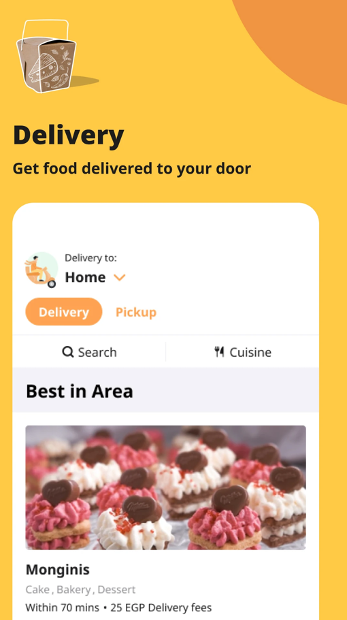 Delivery
Get food delivered to your door
Delivery to:
Home
Delivery Pickup
Search Cuisine
Best in Area
Monginis
Cake , Bakery , Dessert
Within 70 mins • 25 EGP Delivery fees